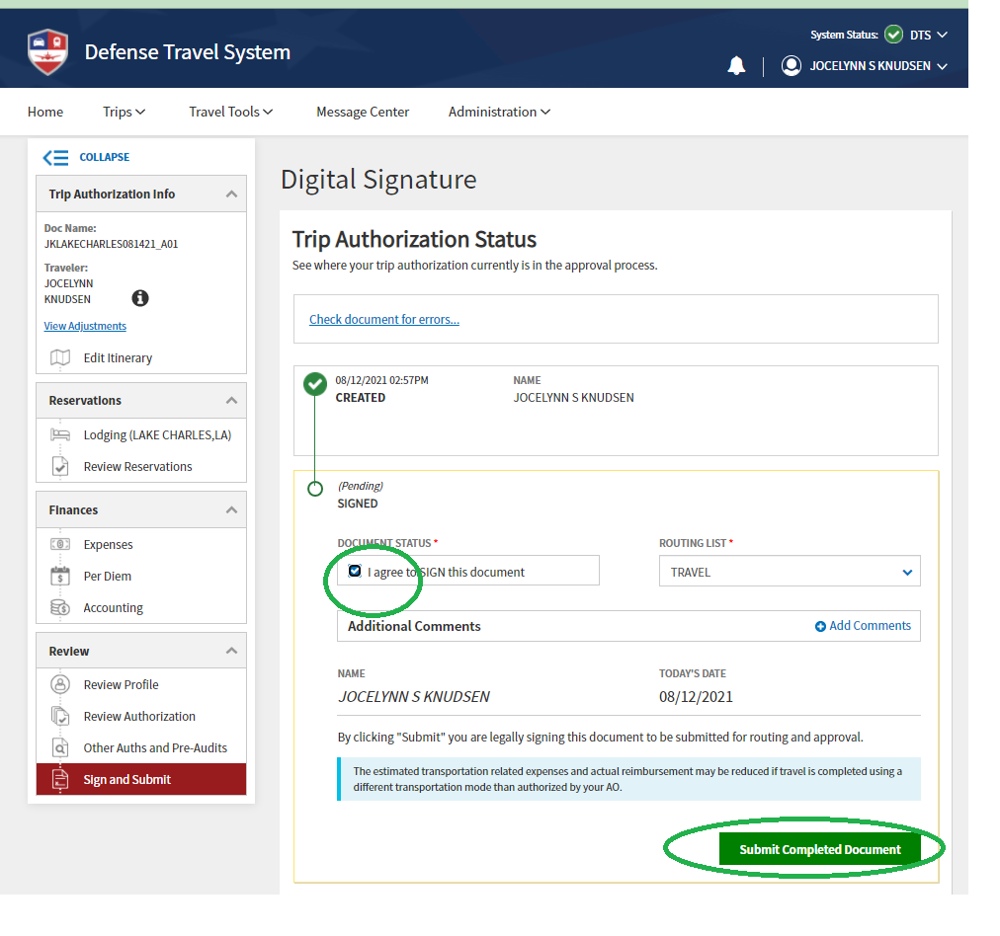 System Status: DTS
Defense Travel System
JOCELYNN S KNUDSEN
Home Trips Travel Tools Message Center Administration
COLLAPSE
Trip Authorization Info
Doc Name:
JKLAKECHARLES081421_A01
Traveler:
JOCELYNN
KNUDSEN
View Adjustments
Edit Itinerary
Reservations
Lodging (LAKE CHARLES,LA)
Review Reservations
Finances
Expenses
Per Diem
Accounting
Review
Review Profile
Review Authorization
Other Auths and Pre-Audits
Sign and Submit
Digital Signature
Trip Authorization Status
See where your trip authorization currently is in the approval process.
Check document for errors...
08/12/2021 02:57PM NAME
CREATED JOCELYNN S KNUDSEN
(Pending)
SIGNED
DOCUMENT STATUS * ROUTING LIST *
I agree to SIGN this document TRAVEL
Additional Comments Add Comments
NAME TODAY'S DATE
JOCELYNN S KNUDSEN 08/12/2021
By clicking "Submit" you are legally signing this document to be submitted for routing and approval.
The estimated transportation related expenses and actual reimbursement may be reduced if travel is completed using a
different transportation mode than authorized by your AO.
Submit Completed Document